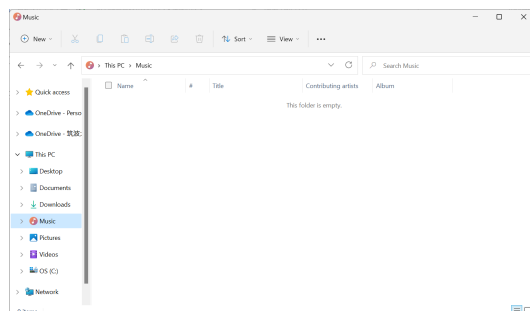 Music
New
Sort
View
This PC > Music
Search Music
Name
#
Title
Contributing artists
Album
This folder is empty.
Quick access
OneDrive - Perso
OneDrive - 筑波
This PC
Desktop
Documents
Downloads
Music
Pictures
Videos
OS (C:)
Network